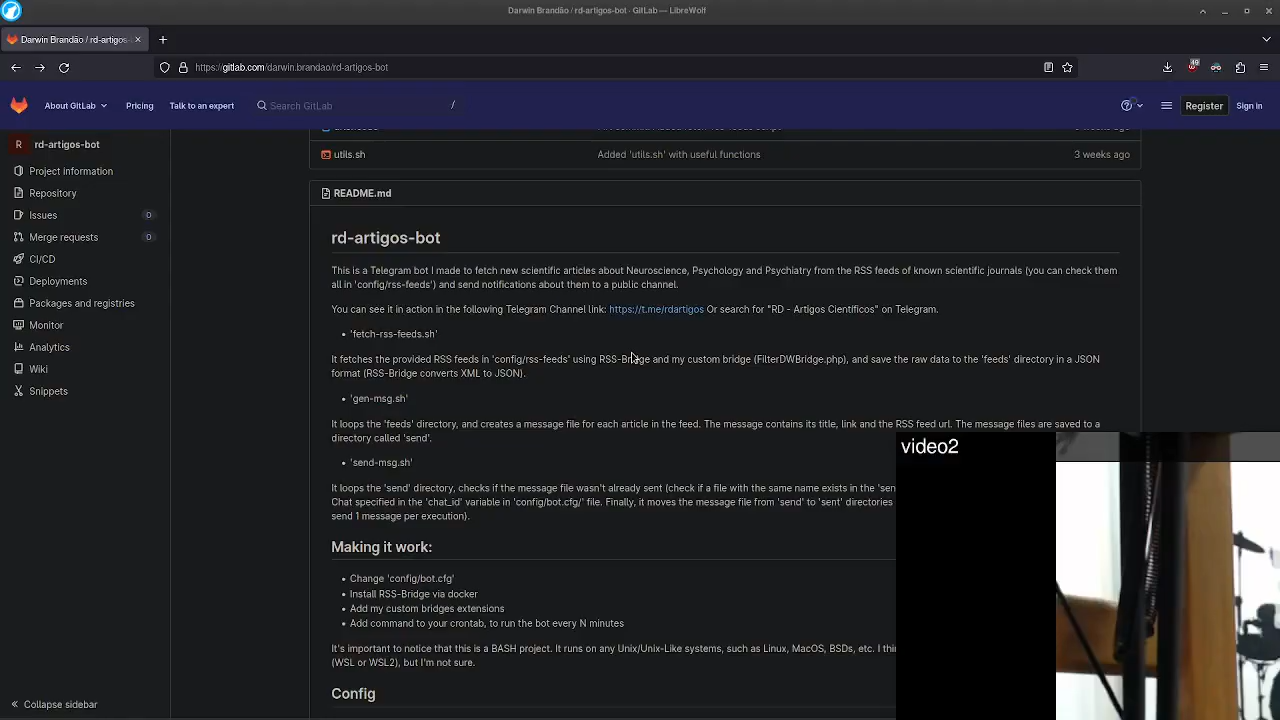 Darwin Brandão / rd-artigos-bot · GitLab — LibreWolf
Darwin Brandão / rd-artigos-
https://gitlab.com/darwin.brandao/rd-artigos-bot
About GitLab
Pricing
Talk to an expert
Search GitLab
/
Register
Sign in
R rd-artigos-bot
Project information
Repository
Issues 0
Merge requests 0
CI/CD
Deployments
Packages and registries
Monitor
Analytics
Wiki
Snippets
Collapse sidebar
utils.sh Added 'utils.sh' with useful functions 3 weeks ago
README.md
rd-artigos-bot
This is a Telegram bot I made to fetch new scientific articles about Neuroscience, Psychology and Psychiatry from the RSS feeds of known scientific journals (you can check them
all in 'config/rss-feeds') and send notifications about them to a public channel.
You can see it in action in the following Telegram Channel link: https://t.me/rdartigos Or search for "RD - Artigos Científicos" on Telegram.
• 'fetch-rss-feeds.sh'
It fetches the provided RSS feeds in 'config/rss-feeds' using RSS-Bridge and my custom bridge (FilterDWBridge.php), and save the raw data to the 'feeds' directory in a JSON
format (RSS-Bridge converts XML to JSON).
• 'gen-msg.sh'
It loops the 'feeds' directory, and creates a message file for each article in the feed. The message contains its title, link and the RSS feed url. The message files are saved to a
directory called 'send'.
• 'send-msg.sh'
It loops the 'send' directory, checks if the message file wasn't already sent (check if a file with the same name exists in the 'sen
Chat specified in the 'chat_id' variable in 'config/bot.cfg/' file. Finally, it moves the message file from 'send' to 'sent' directories
send 1 message per execution).
Making it work:
• Change 'config/bot.cfg'
• Install RSS-Bridge via docker
• Add my custom bridges extensions
• Add command to your crontab, to run the bot every N minutes
It's important to notice that this is a BASH project. It runs on any Unix/Unix-Like systems, such as Linux, MacOS, BSDs, etc. I thin
(WSL or WSL2), but I'm not sure.
Config
video2